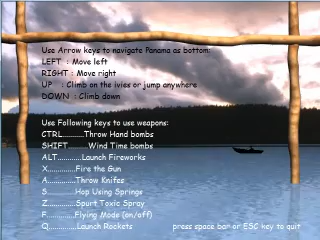 Use Arrow keys to navigate Panama as bottom:
LEFT : Move left
RIGHT : Move right
UP : Climb on the ivies or jump anywhere
DOWN : Climb down
Use Following keys to use weapons:
CTRL..........Throw Hand bombs
SHIFT.........Wind Time bombs
ALT...........Launch Fireworks
X.............Fire the Gun
A.............Throw Knifes
S.............Hop Using Springs
Z.............Spurt Toxic Spray
F.............Flying Mode (on/off)
Q.............Launch Rockets press space bar or ESC key to quit